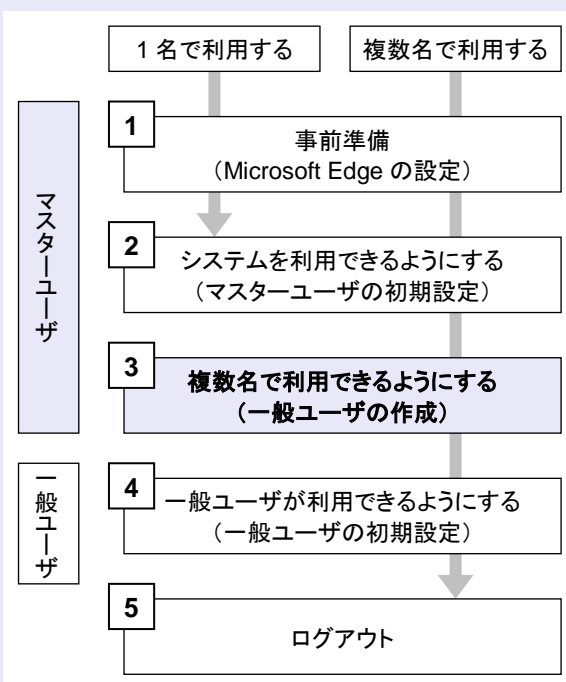 1 名で利用する
複数名で利用する
マスターユーザ
1
事前準備
（Microsoft Edge の設定）
2
システムを利用できるようにする
（マスターユーザの初期設定）
3
複数名で利用できるようにする
（一般ユーザの作成）
一般ユーザ
4
一般ユーザが利用できるようにする
（一般ユーザの初期設定）
5
ログアウト